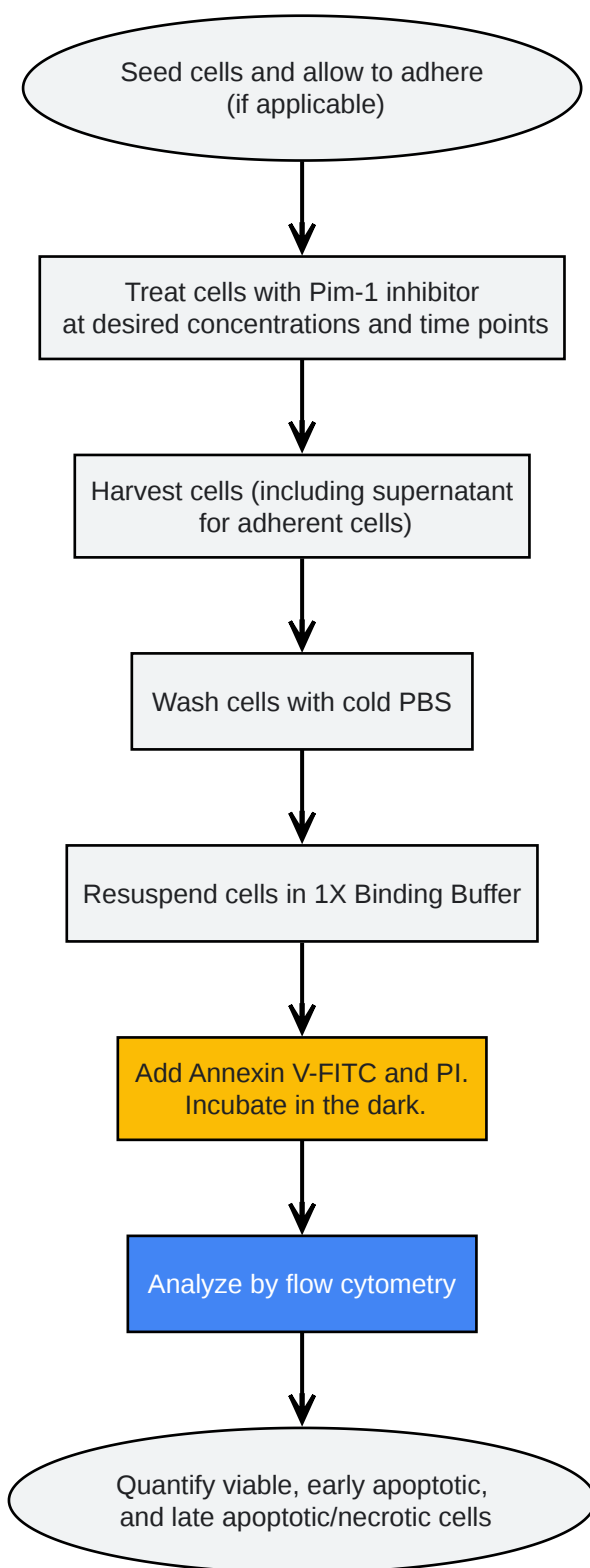 Seed cells and allow to adhere
(if applicable)
Treat cells with Pim-1 inhibitor
at desired concentrations and time points
Harvest cells (including supernatant
for adherent cells)
Wash cells with cold PBS
Resuspend cells in 1X Binding Buffer
Add Annexin V-FITC and PI.
Incubate in the dark.
Analyze by flow cytometry
Quantify viable, early apoptotic,
and late apoptotic/necrotic cells